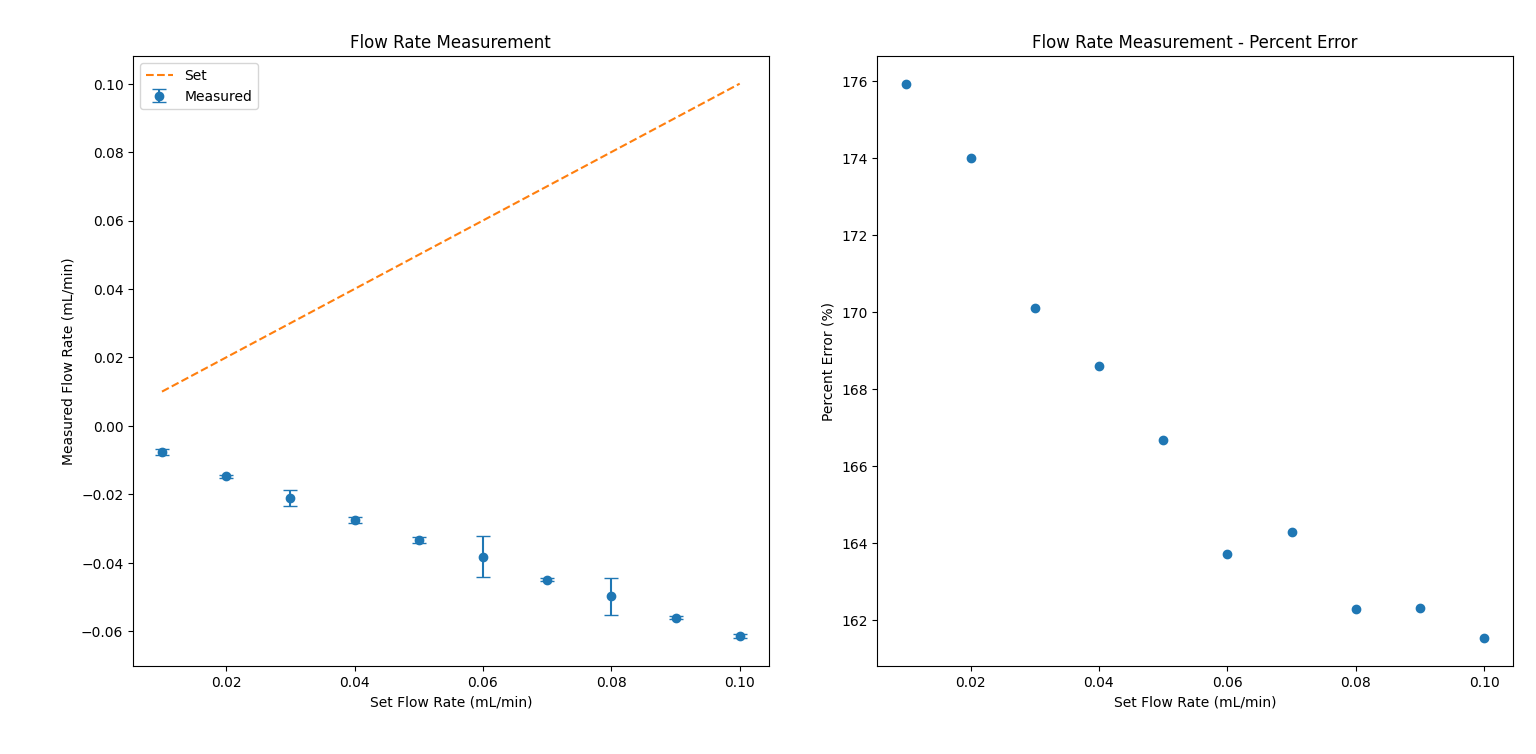 Flow Rate Measurement
Set
Measured
Measured Flow Rate (mL/min)
0.10
0.08
0.06
0.04
0.02
0.00
−0.02
−0.04
−0.06
0.02 0.04 0.06 0.08 0.10
Set Flow Rate (mL/min)
Flow Rate Measurement - Percent Error
Percent Error (%)
176
174
172
170
168
166
164
162
0.02 0.04 0.06 0.08 0.10
Set Flow Rate (mL/min)